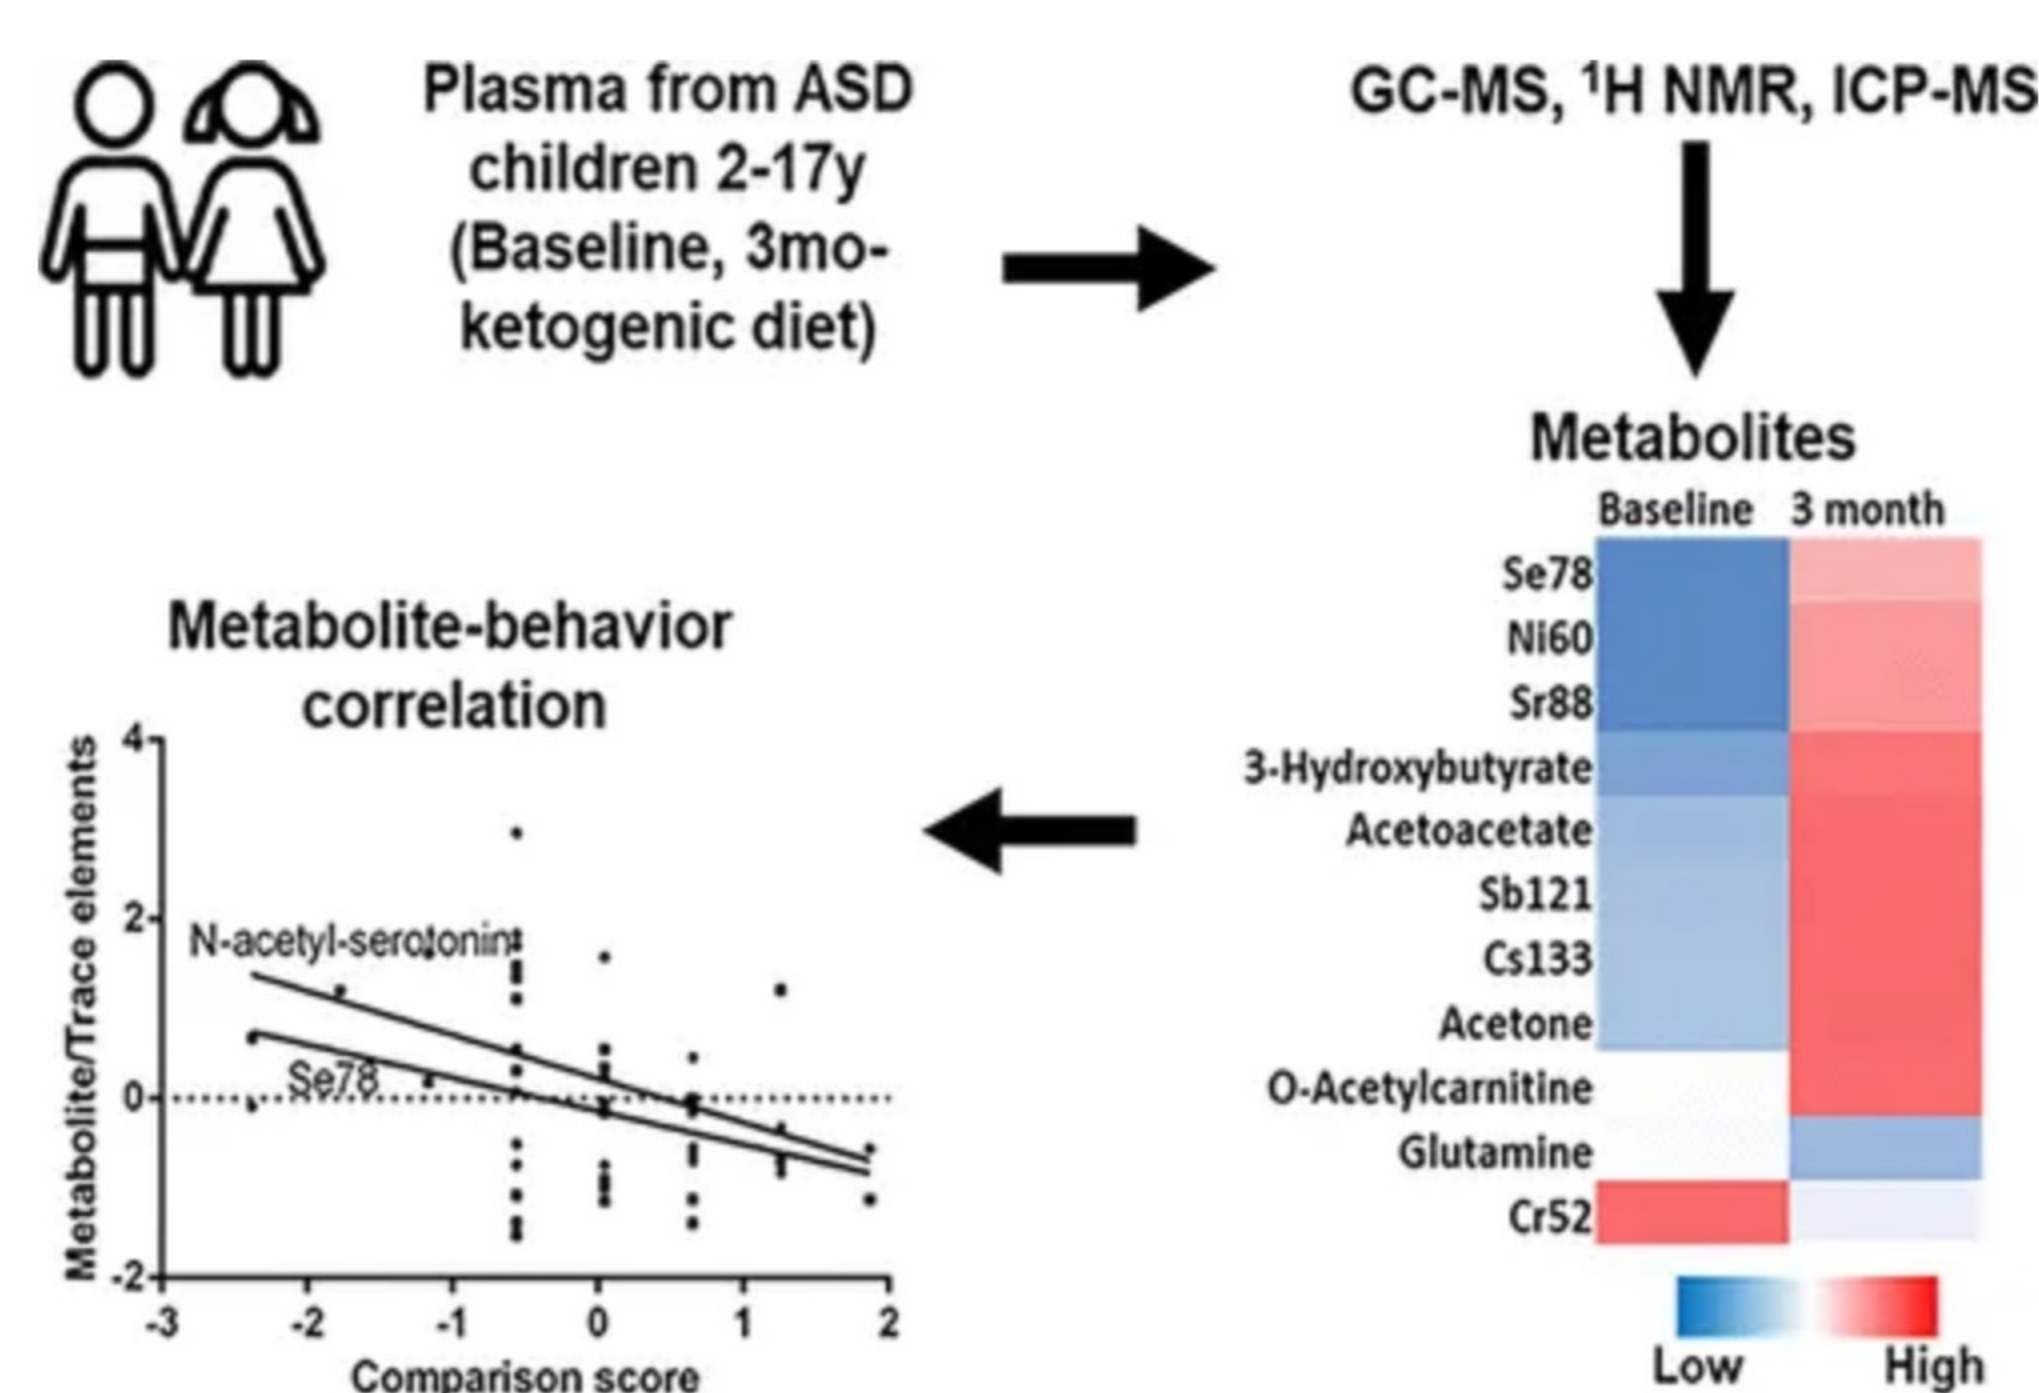 Plasma from ASD
children 2-17y
(Baseline, 3mo-
ketogenic diet)
GC-MS, ¹H NMR, ICP-MS
Metabolites
Baseline 3 month
Se78
Ni60
Sr88
3-Hydroxybutyrate
Acetoacetate
Sb121
Cs133
Acetone
O-Acetylcarnitine
Glutamine
Cr52
Low High
Metabolite-behavior
correlation
Metabolite/Trace elements
4
2
0
-2
N-acetyl-serotonin
Se78
-3 -2 -1 0 1 2
Comparison score